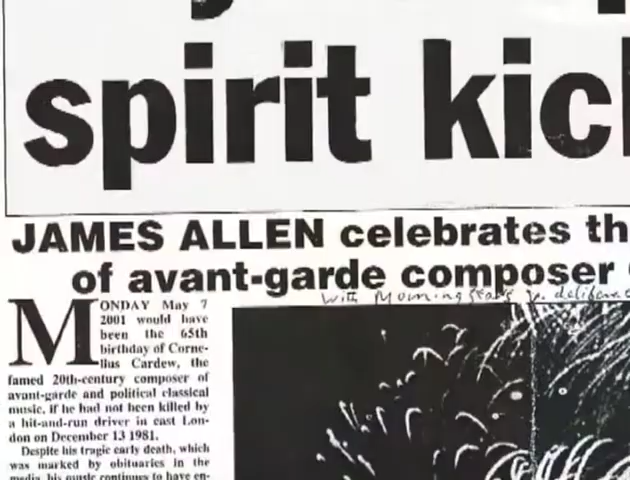 spirit kic
JAMES ALLEN celebrates th
of avant-garde composer
with Morning Star's
MONDAY May 7
2001 would have
been the 65th
birthday of Corne-
lius Cardew, the
famed 20th-century composer of
avant-garde and political classical
music, if he had not been killed by
a hit-and-run driver in east Lon-
don on December 13 1981.
Despite his tragic early death, which
was marked by obituaries in the
media, his music continues to have en-